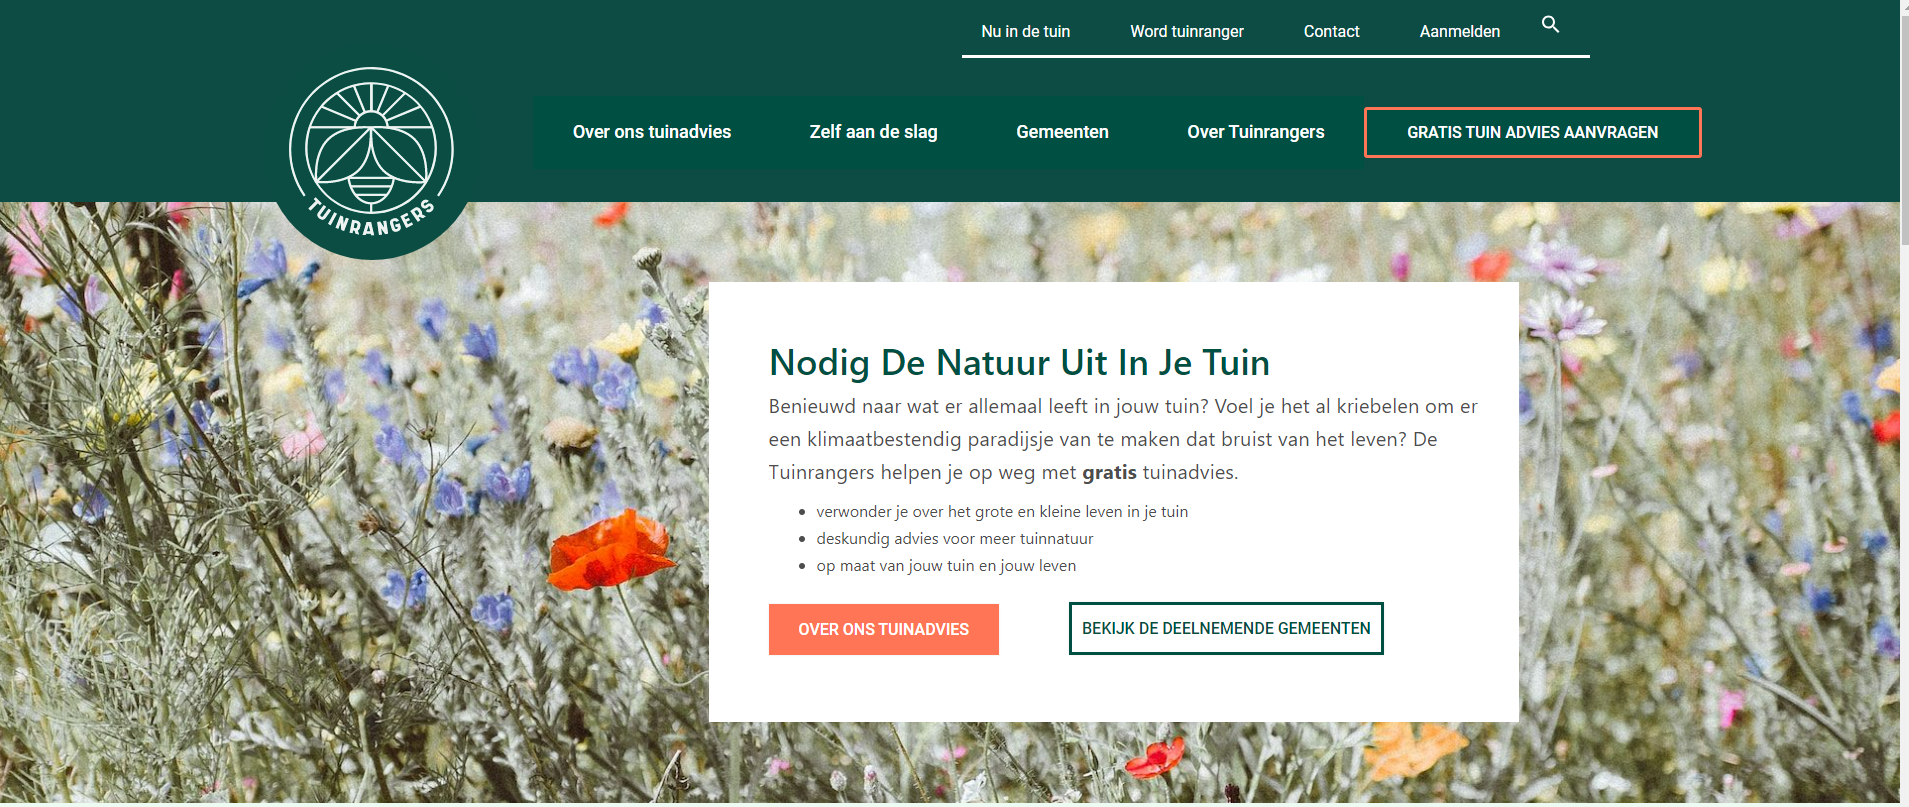 Nu in de tuin
Word tuinranger
Contact
Aanmelden
TUINRANGERS
Over ons tuinadvies
Zelf aan de slag
Gemeenten
Over Tuinrangers
GRATIS TUIN ADVIES AANVRAGEN
Nodig De Natuur Uit In Je Tuin
Benieuwd naar wat er allemaal leeft in jouw tuin? Voel je het al kriebelen om er
een klimaatbestendig paradijsje van te maken dat bruist van het leven? De
Tuinrangers helpen je op weg met gratis tuinadvies.
verwonder je over het grote en kleine leven in je tuin
deskundig advies voor meer tuinnatuur
op maat van jouw tuin en jouw leven
OVER ONS TUINADVIES
BEKIJK DE DEELNEMENDE GEMEENTEN